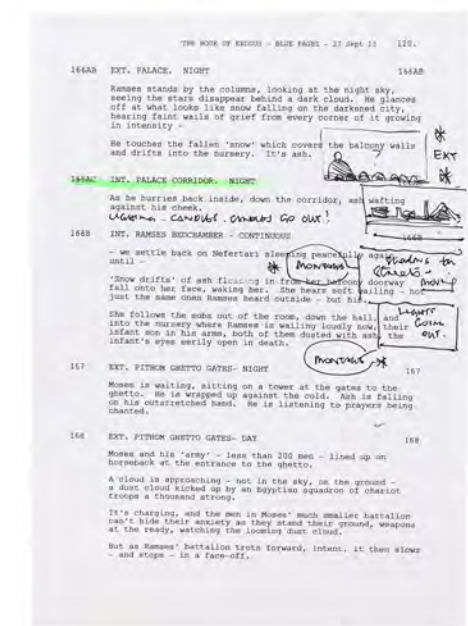 THE BOOK OF EXODUS - BLUE PAGES - 27 Sept 13 120.
166AB EXT. PALACE. NIGHT 166AB
Ramses stands by the columns, looking at the night sky,
seeing the stars disappear behind a dark cloud. He glances
off at what looks like snow falling on the darkened city,
hearing faint wails of grief from every corner of it growing
in intensity -
He touches the fallen 'snow' which covers the balcony walls
and drifts into the nursery. It's ash.
EXT
166AC INT. PALACE CORRIDOR. NIGHT
As he hurries back inside, down the corridor, ash wafting
against his cheek.
CANDLES GO OUT!
166B INT. RAMSES BEDCHAMBER - CONTINUOUS 166B
- we settle back on Nefertari sleeping peacefully again
until -
MONTAGE
'Snow drifts' of ash floating in from her balcony doorway
fall onto her face, waking her. She hears soft wailing - not
just the same ones Ramses heard outside - but his.
She follows the sobs out of the room, down the hall, and
into the nursery where Ramses is wailing loudly now, their
infant son in his arms, both of them dusted with ash, the
infant's eyes eerily open in death.
LIGHTS
OUT.
MONTAGE
167 EXT. PITHOM GHETTO GATES- NIGHT 167
Moses is waiting, sitting on a tower at the gates to the
ghetto. He is wrapped up against the cold. Ash is falling
on his outstretched hand. He is listening to prayers being
chanted.
168 EXT. PITHOM GHETTO GATES- DAY 168
Moses and his 'army' - less than 200 men - lined up on
horseback at the entrance to the ghetto.
A cloud is approaching - not in the sky, on the ground -
a dust cloud kicked up by an Egyptian squadron of chariot
troops a thousand strong.
It's charging, and the men in Moses' much smaller battalion
can't hide their anxiety as they stand their ground, weapons
at the ready, watching the looming dust cloud.
But as Ramses' battalion trots forward, intent, it then slows
- and stops - in a face-off.